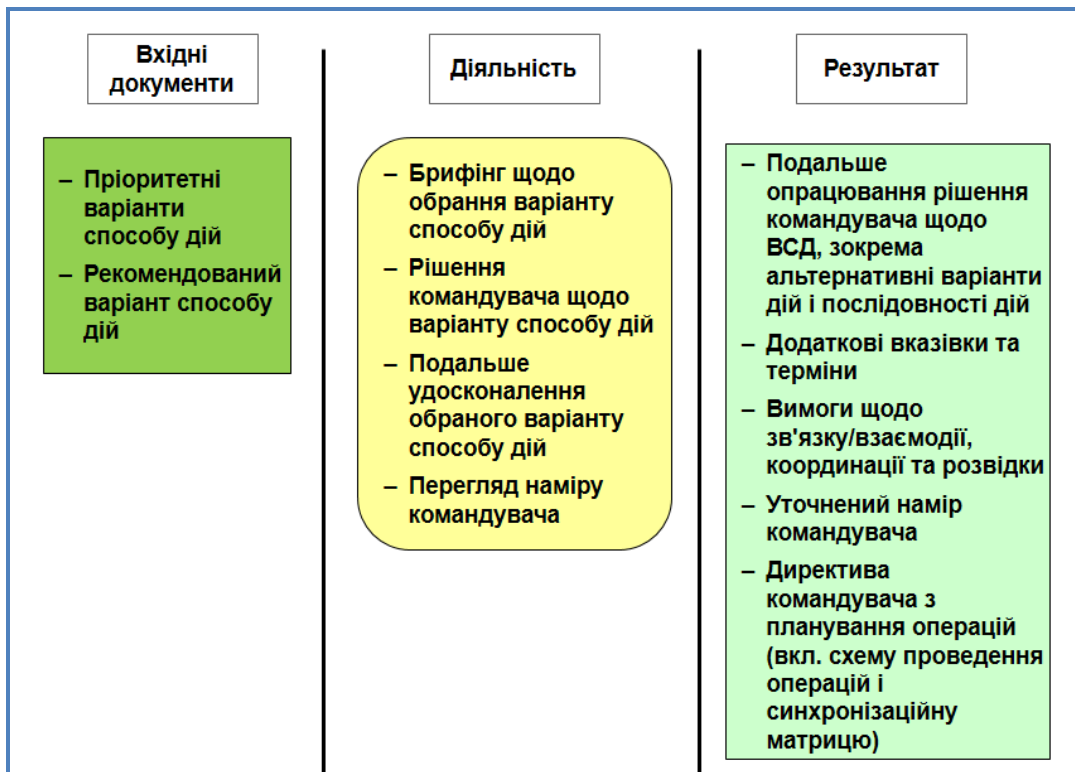 Вхідні
документи
– Пріоритетні
варіанти
способу дій
– Рекомендований
варіант способу
дій
Діяльність
– Брифінг щодо
обрання варіанту
способу дій
– Рішення
командувача щодо
варіанту способу дій
– Подальше
удосконалення
обраного варіанту
способу дій
– Перегляд наміру
командувача
Результат
– Подальше
опрацювання рішення
командувача щодо
ВСД, зокрема
альтернативні варіанти
дій і послідовності дій
– Додаткові вказівки та
терміни
– Вимоги щодо
зв'язку/взаємодії,
координації та розвідки
– Уточнений намір
командувача
– Директива
командувача з
планування операцій
(вкл. схему проведення
операцій і
синхронізаційну
матрицю)